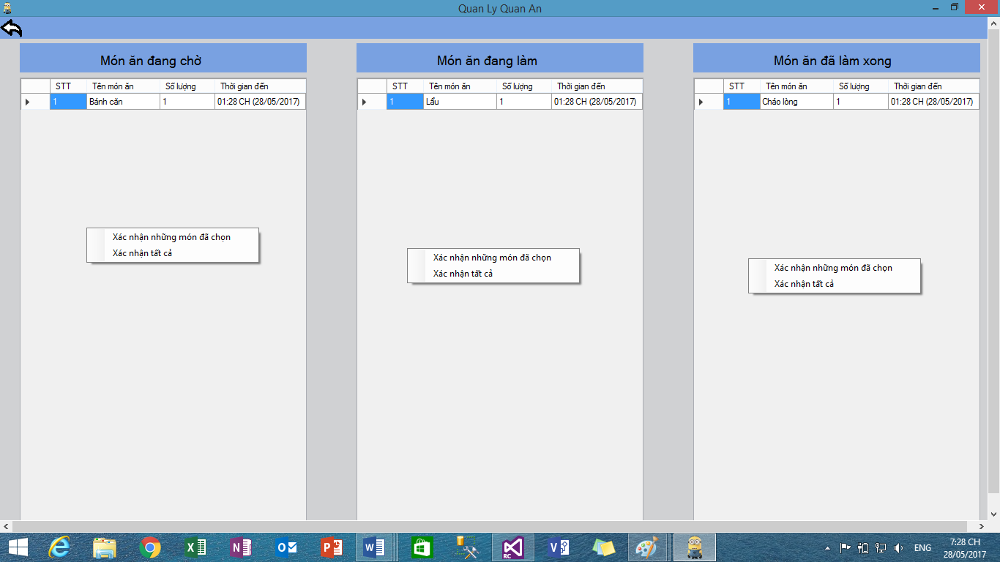 Quan Ly Quan An
Món ăn đang chờ
STT Tên món ăn Số lượng Thời gian đến
1 Bánh căn 1 01:28 CH (28/05/2017)
Xác nhận những món đã chọn
Xác nhận tất cả
Món ăn đang làm
STT Tên món ăn Số lượng Thời gian đến
1 Lẩu 1 01:28 CH (28/05/2017)
Xác nhận những món đã chọn
Xác nhận tất cả
Món ăn đã làm xong
STT Tên món ăn Số lượng Thời gian đến
1 Cháo lòng 1 01:28 CH (28/05/2017)
Xác nhận những món đã chọn
Xác nhận tất cả
RC
ENG
7:28 CH
28/05/2017